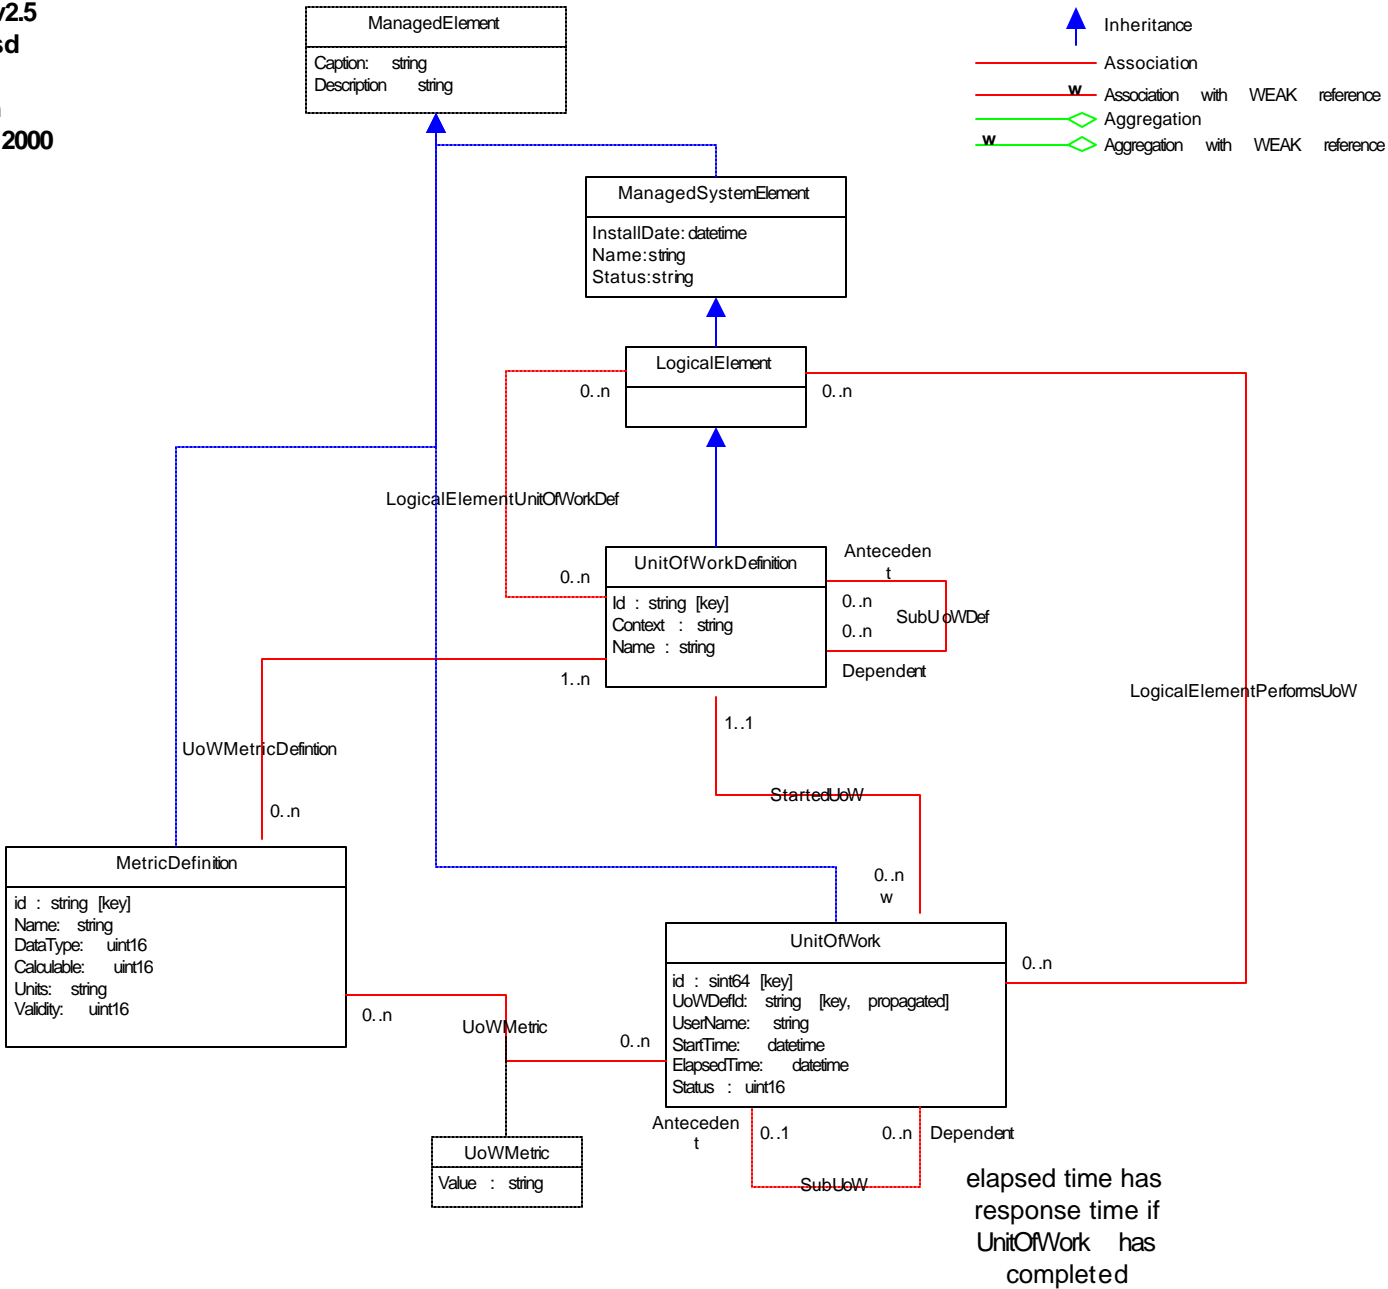 v2.5
sd
2000
ManagedElement
Caption: string
Description string
Inheritance
Association
w
Association with WEAK reference
Aggregation
w
Aggregation with WEAK reference
ManagedSystemElement
InstallDate: datetime
Name:string
Status:string
LogicalElement
0..n
0..n
LogicalElementUnitOfWorkDef
0..n
UnitOfWorkDefinition
Id : string [key]
Context : string
Name : string
Anteceden
t
0..n
SubUoWDef
0..n
Dependent
1..n
LogicalElementPerformsUoW
1..1
UoWMetricDefintion
StartedUoW
0..n
MetricDefinition
id : string [key]
Name: string
DataType: uint16
Calculable: uint16
Units: string
Validity: uint16
0..n
w
UnitOfWork
id : sint64 [key]
UoWDefId: string [key, propagated]
UserName: string
StartTime: datetime
ElapsedTime: datetime
Status : uint16
0..n
0..n
UoWMetric
0..n
Anteceden
t
0..1
0..n
Dependent
SubUoW
UoWMetric
Value : string
elapsed time has
response time if
UnitOfWork has
completed